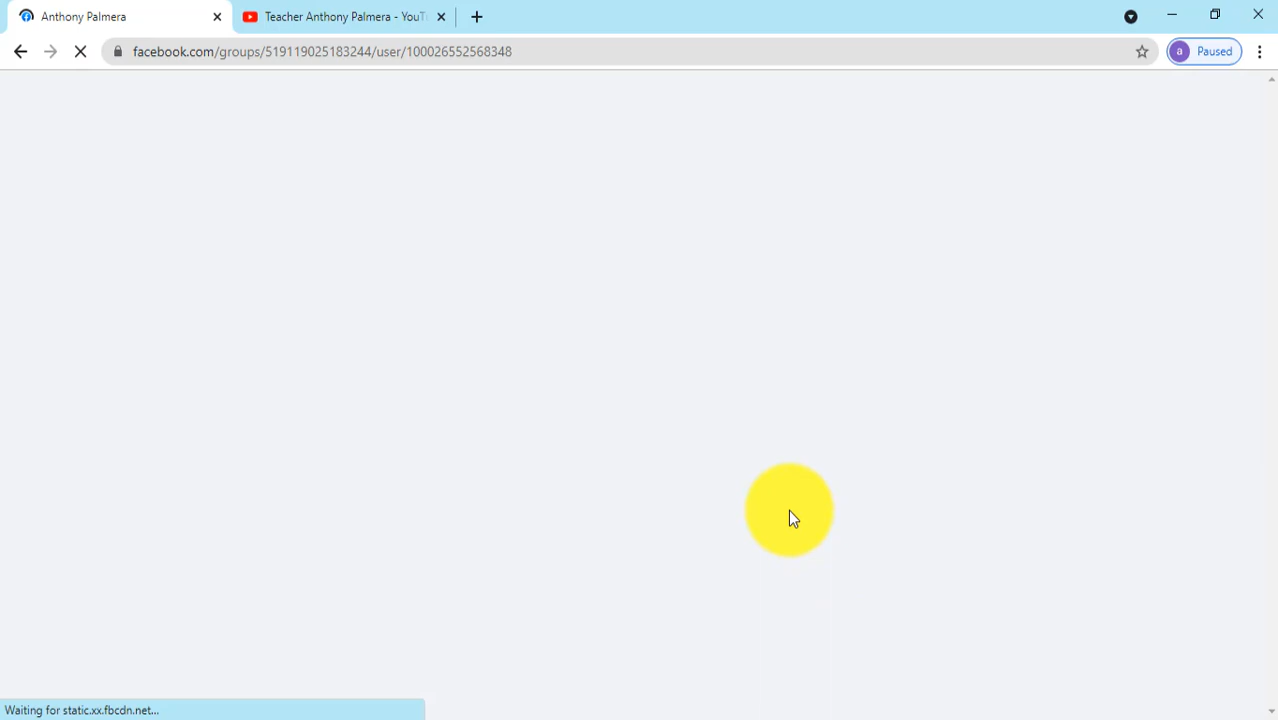 Anthony Palmera
Teacher Anthony Palmera - YouT
facebook.com/groups/519119025183244/user/100026552568348
a Paused
Waiting for static.xx.fbcdn.net...